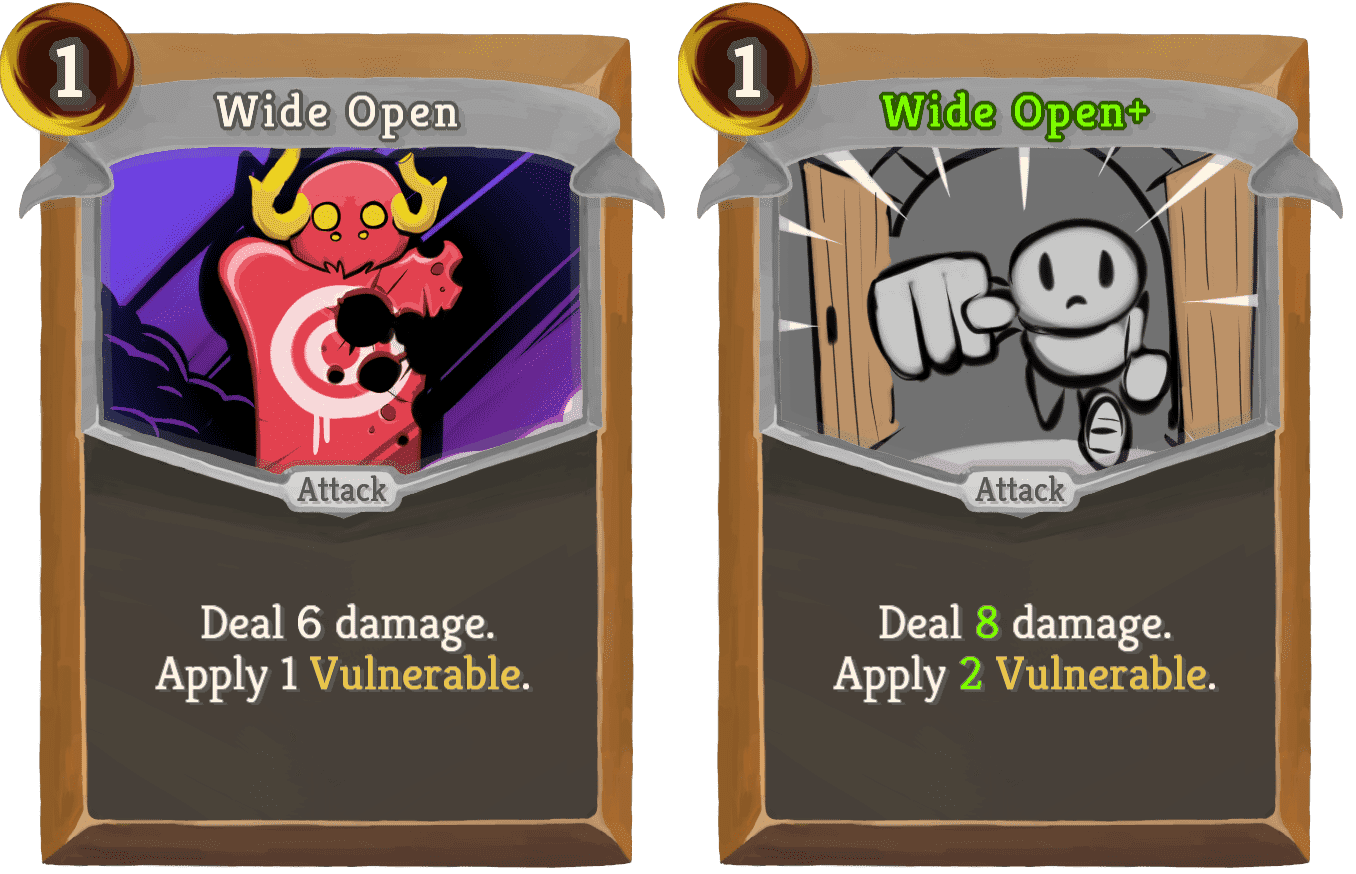 1
Wide Open
Attack
Deal 6 damage.
Apply 1 Vulnerable.
1
Wide Open+
Attack
Deal 8 damage.
Apply 2 Vulnerable.